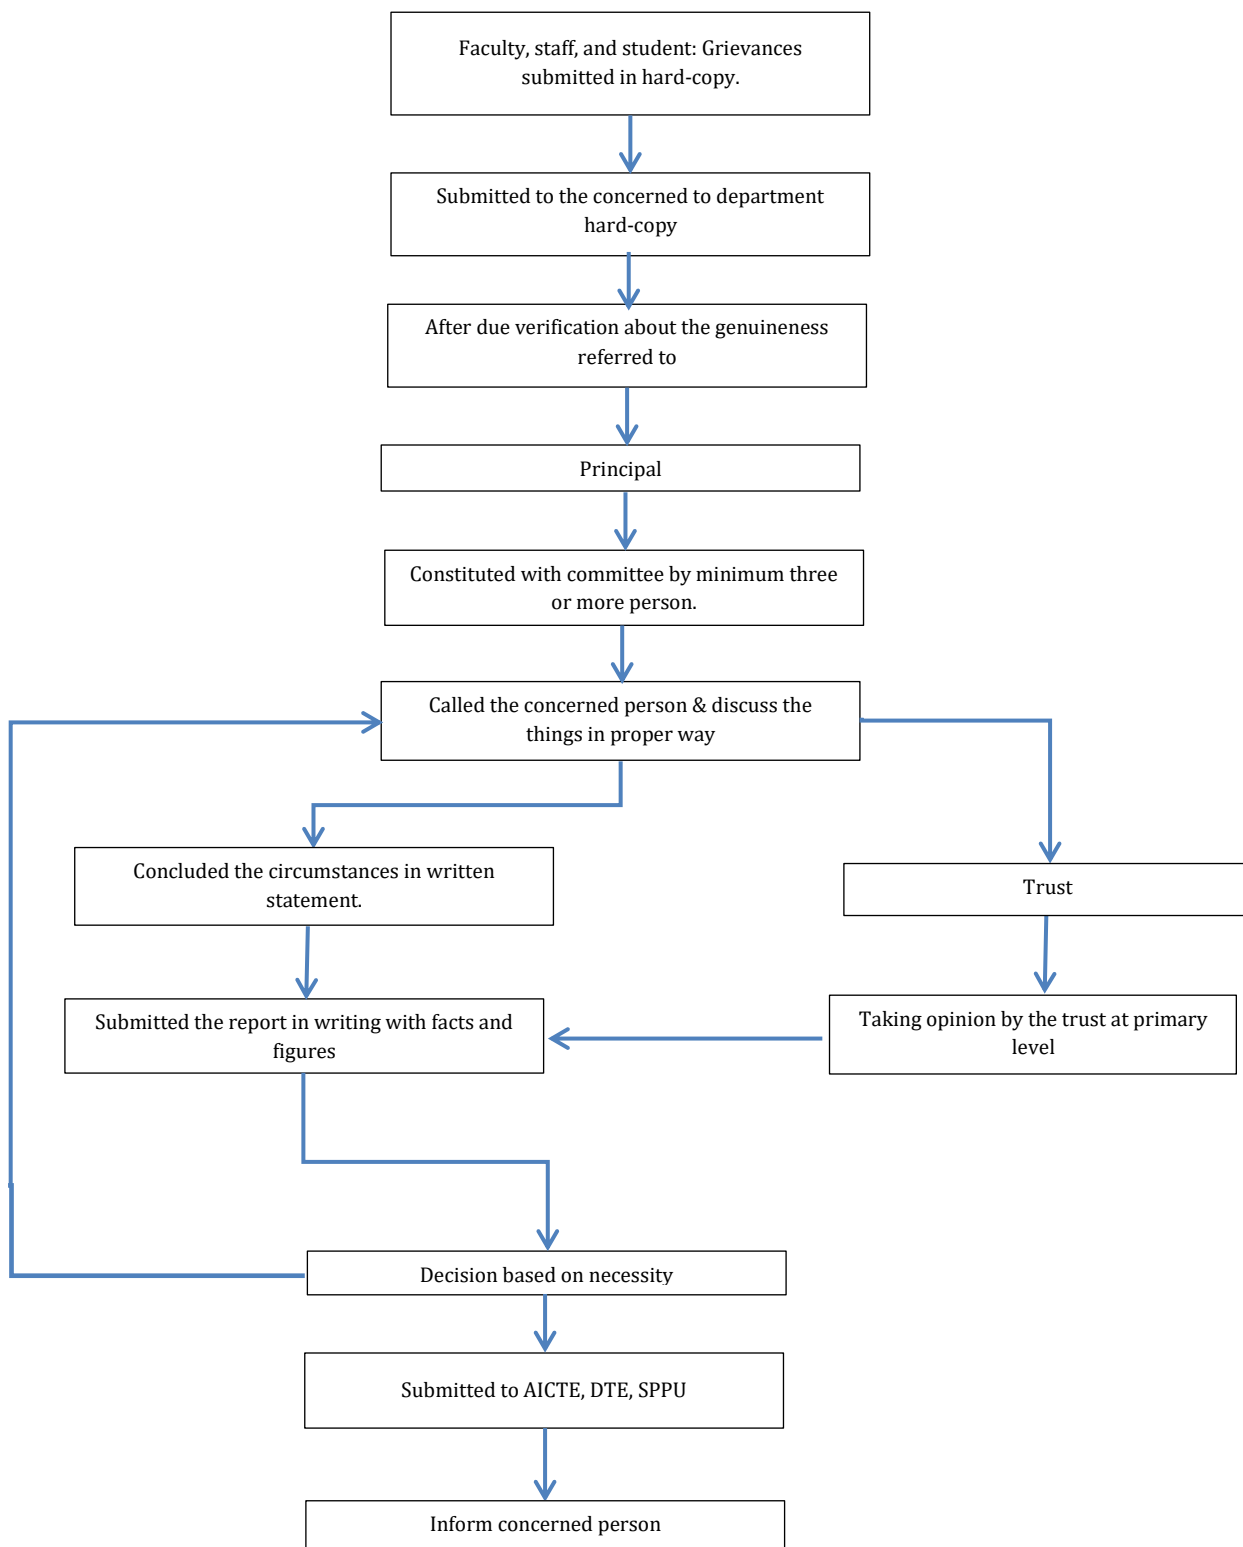 Faculty, staff, and student: Grievances
submitted in hard-copy.
Submitted to the concerned to department
hard-copy
After due verification about the genuineness
referred to
Principal
Constituted with committee by minimum three
or more person.
Called the concerned person & discuss the
things in proper way
Concluded the circumstances in written
statement.
Trust
Submitted the report in writing with facts and
figures
Taking opinion by the trust at primary
level
Decision based on necessity
Submitted to AICTE, DTE, SPPU
Inform concerned person